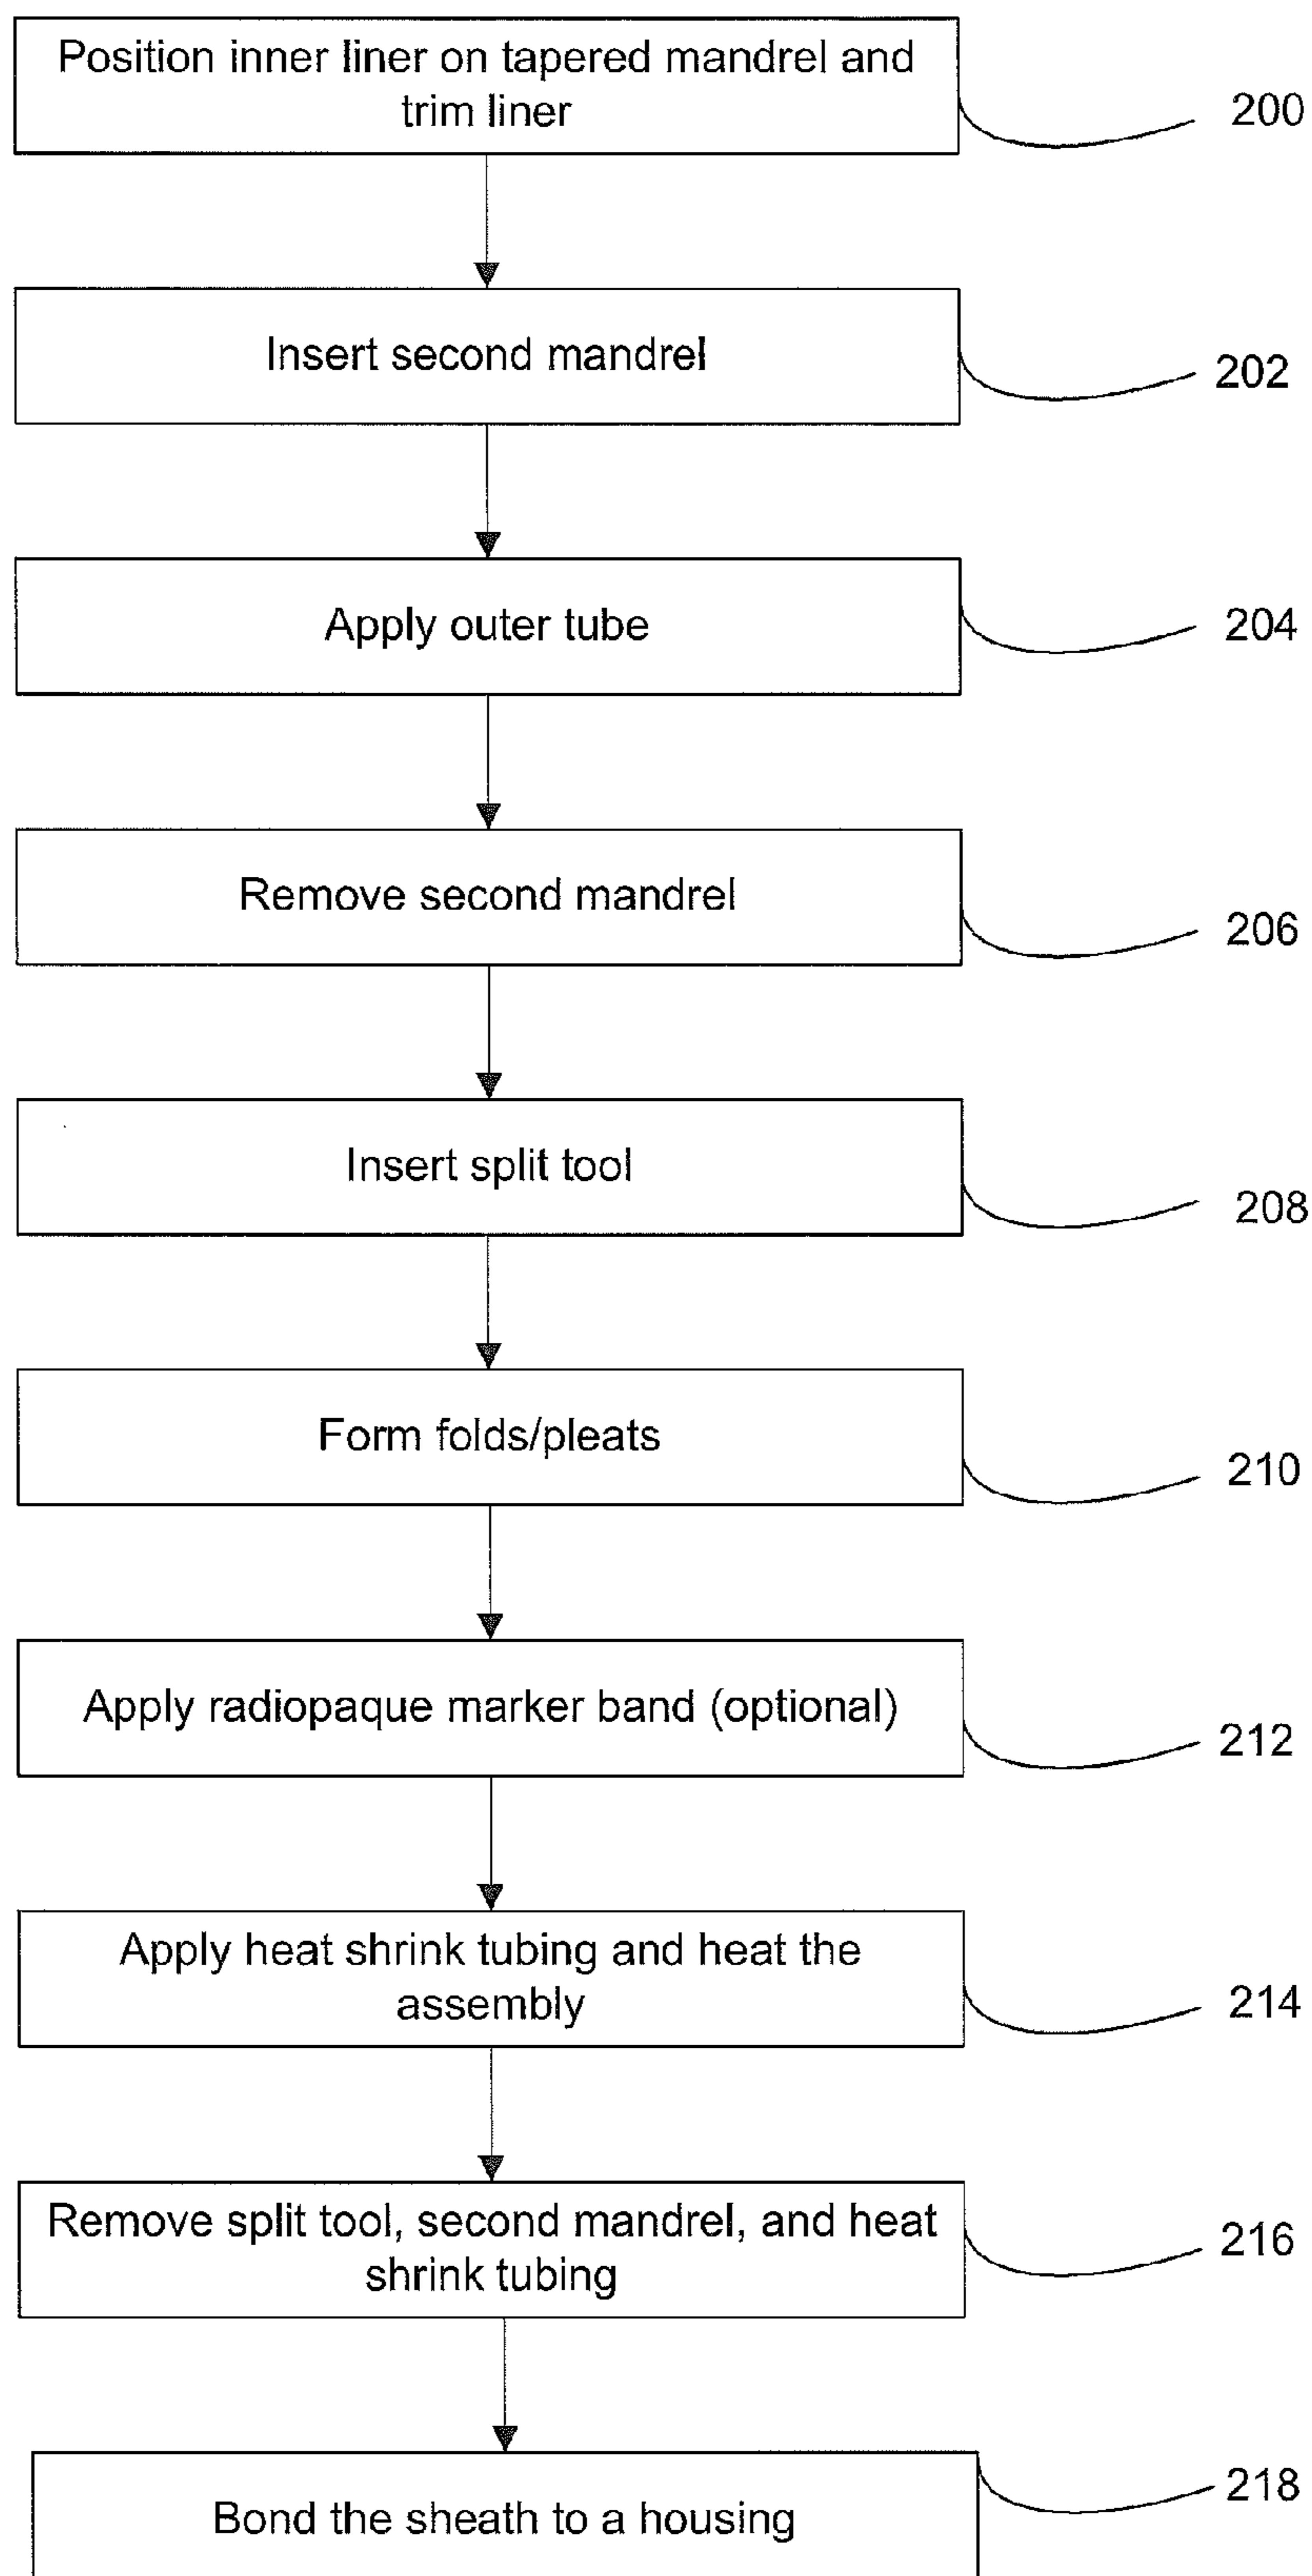 Position inner liner on tapered mandrel and
trim liner
200
Insert second mandrel
202
Apply outer tube
204
Remove second mandrel
206
Insert split tool
208
Form folds/pleats
210
Apply radiopaque marker band (optional)
212
Apply heat shrink tubing and heat the
assembly
214
Remove split tool, second mandrel, and heat
shrink tubing
216
Bond the sheath to a housing
218